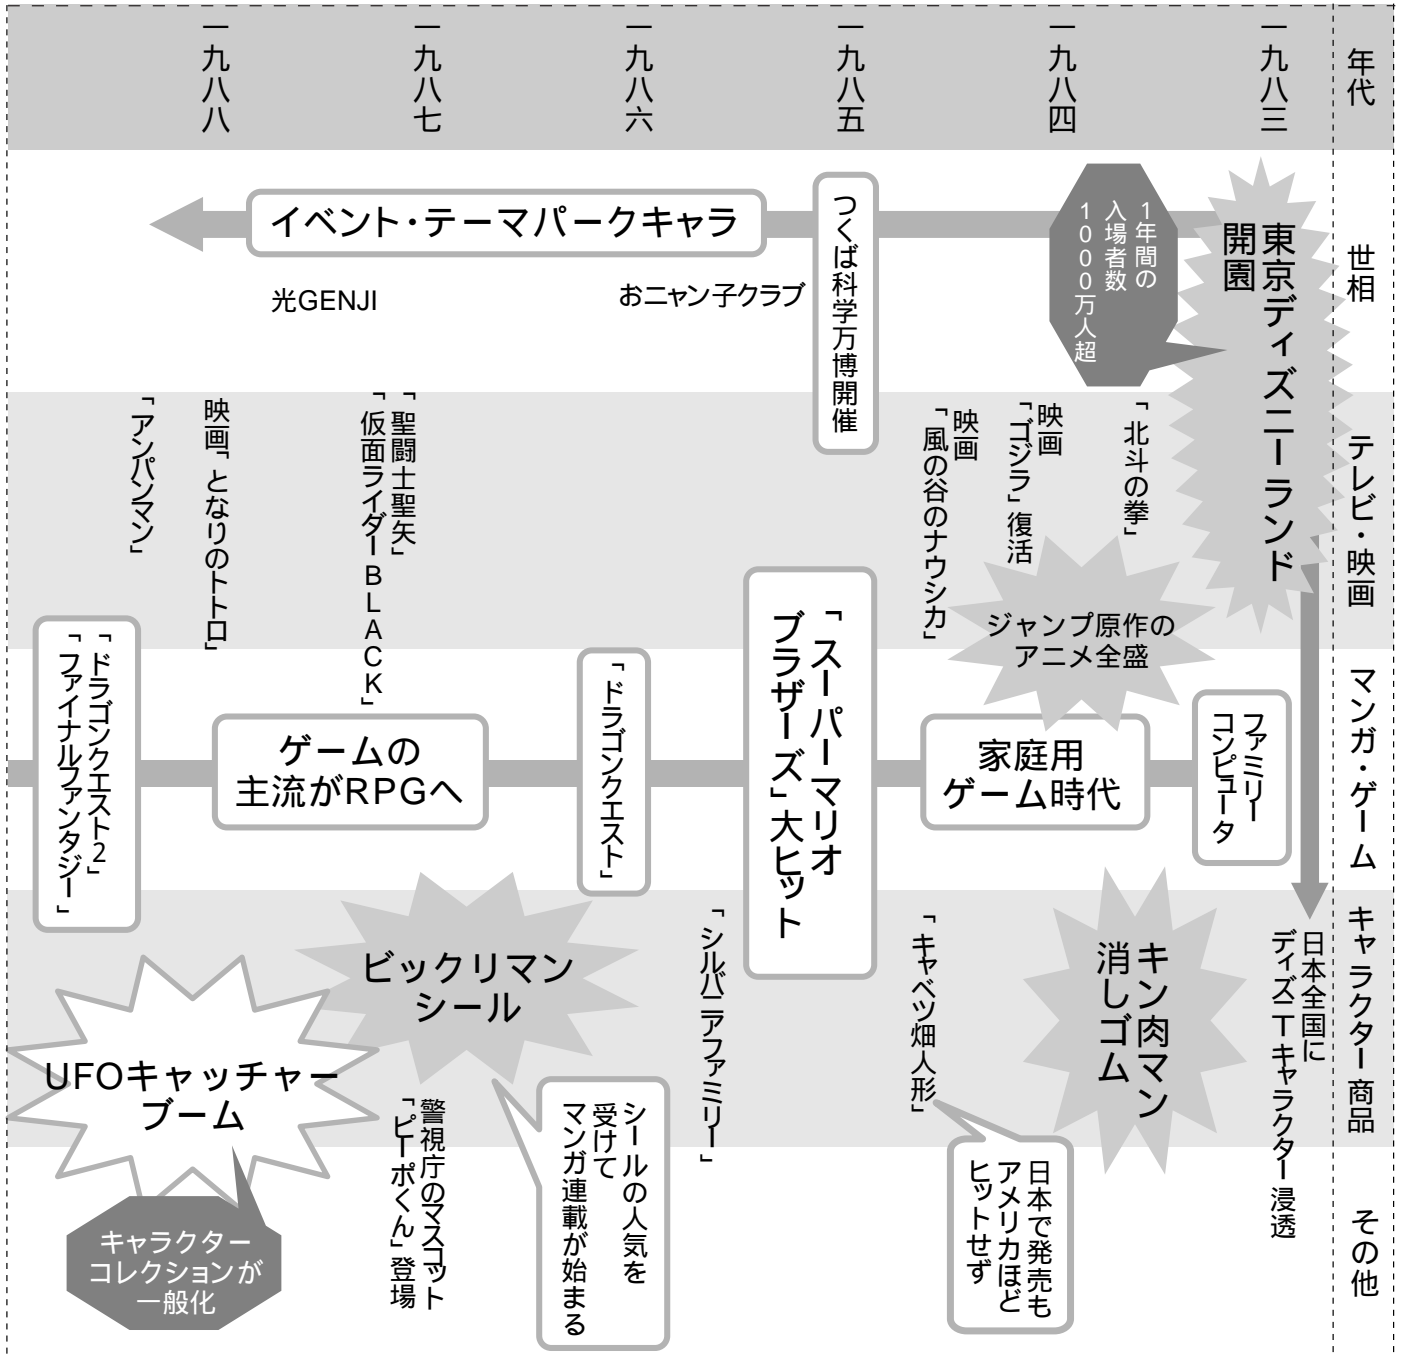 年代
一九八三
一九八四
一九八五
一九八六
一九八七
一九八八
世相
東京ディズニーランド
開園
1年間の
入場者数
1000万人超
つくば科学万博開催
イベント・テーマパークキャラ
おニャン子クラブ
光GENJI
テレビ・映画
「北斗の拳」
映画
「ゴジラ」復活
映画
「風の谷のナウシカ」
ジャンプ原作の
アニメ全盛
「聖闘士聖矢」
「仮面ライダーBLACK」
映画「となりのトトロ」
「アンパンマン」
マンガ・ゲーム
ファミリー
コンピュータ
家庭用
ゲーム時代
「スーパーマリオ
ブラザーズ」大ヒット
「ドラゴンクエスト」
ゲームの
主流がRPGへ
「ドラゴンクエスト2」
「ファイナルファンタジー」
キャラクター商品
日本全国に
ディズニーキャラクター浸透
キン肉マン
消しゴム
「キャベツ畑人形」
日本で発売も
アメリカほど
ヒットせず
「シルバニアファミリー」
ビックリマン
シール
シールの人気を
受けて
マンガ連載が始まる
警視庁のマスコット
「ピーポくん」登場
UFOキャッチャー
ブーム
キャラクター
コレクションが
一般化
その他